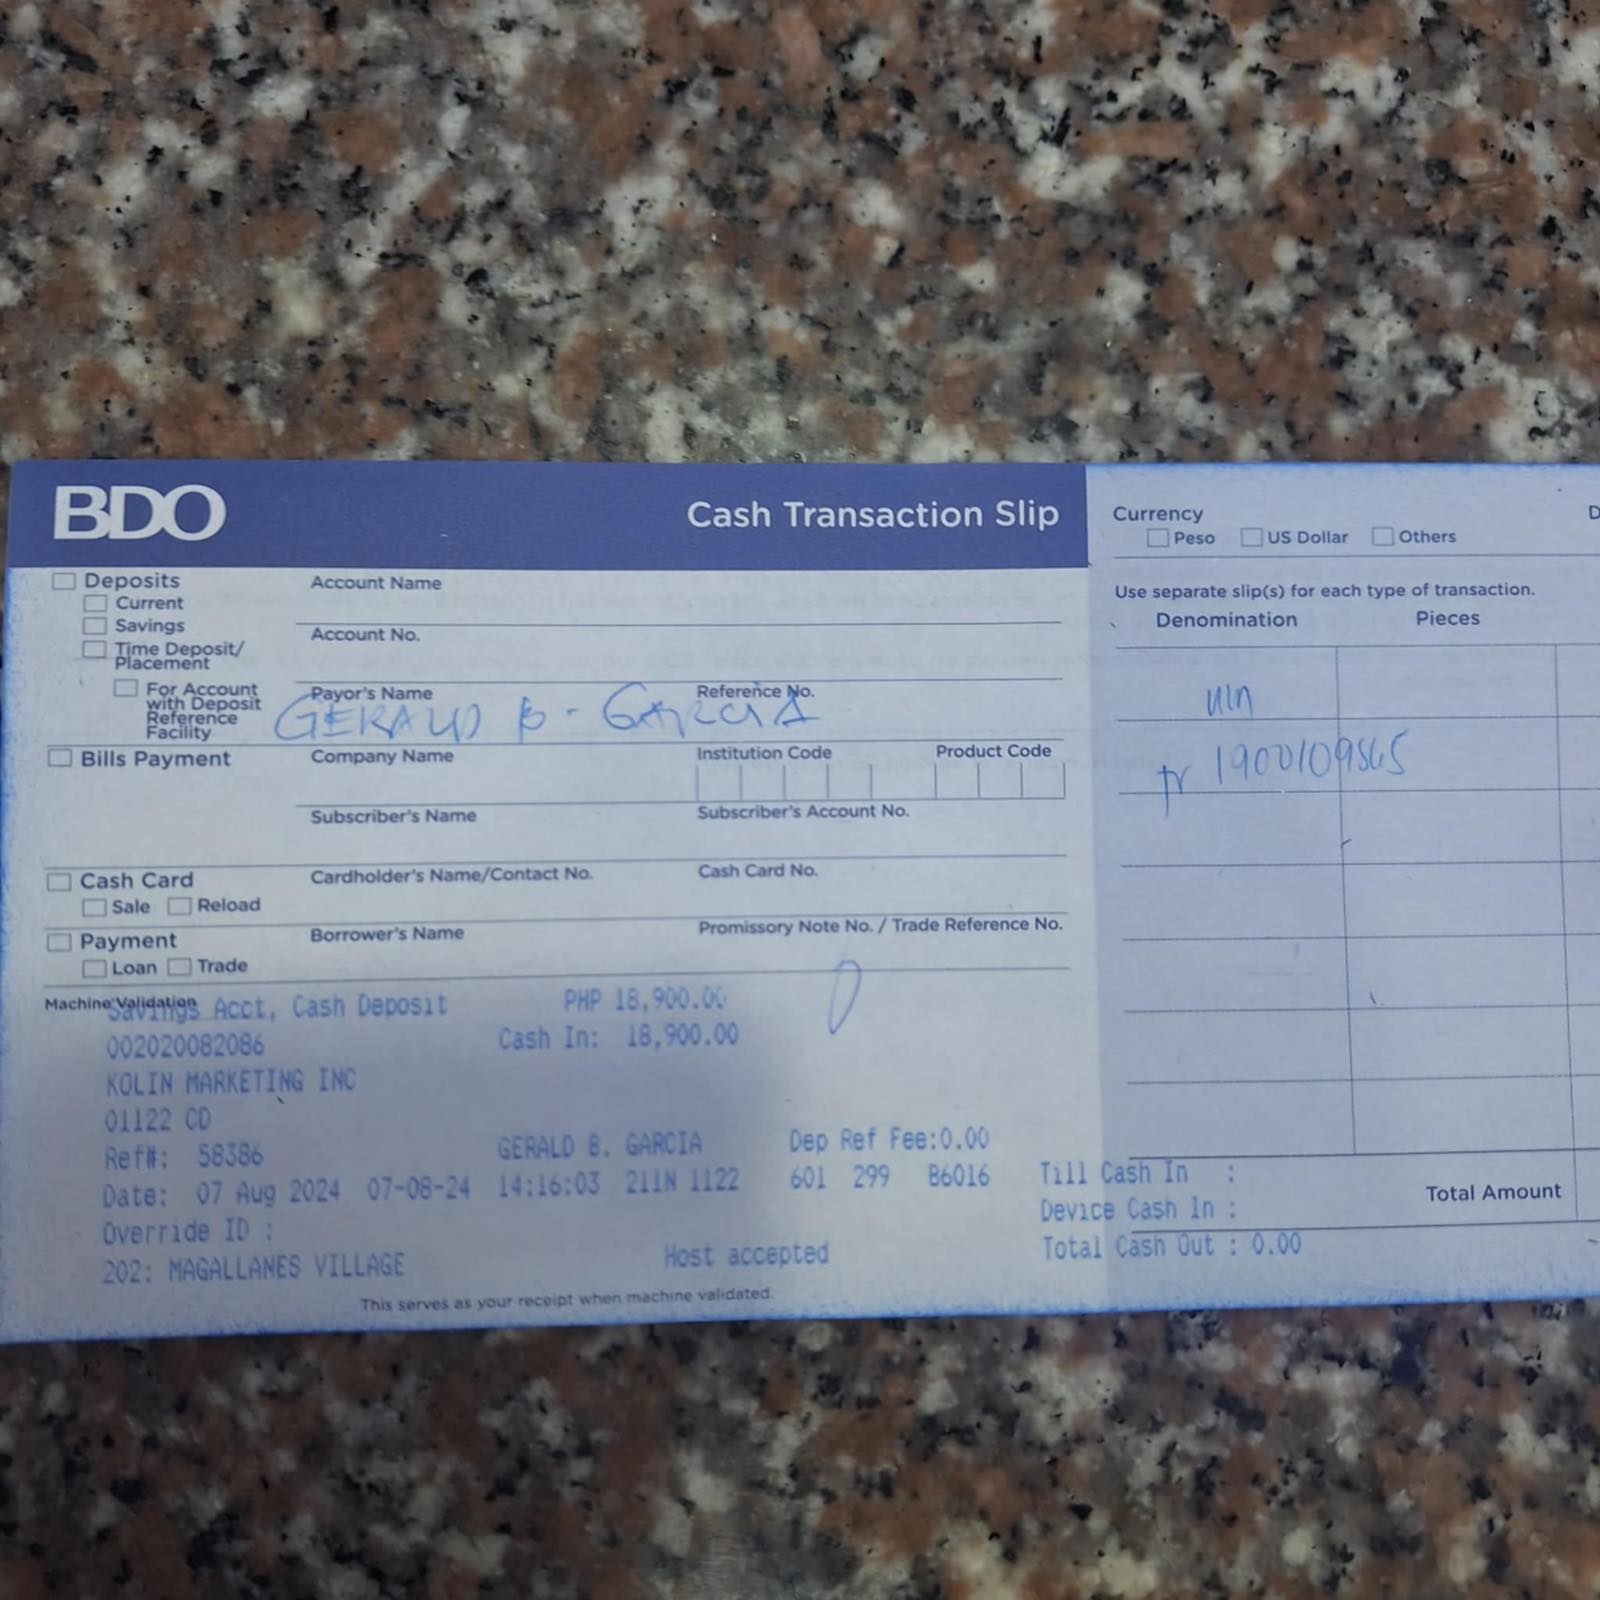 BDO
Cash Transaction Slip
Deposits
Current
Savings
Time Deposit/
Placement
For Account
with Deposit
Reference
Facility
Account Name
Account No.
Payor's Name
Reference No.
GERALD B. GARCIA
Bills Payment
Company Name
Institution Code
Product Code
Subscriber's Name
Subscriber's Account No.
Cash Card
Sale
Reload
Cardholder's Name/Contact No.
Cash Card No.
Payment
Loan
Trade
Borrower's Name
Promissory Note No. / Trade Reference No.
Machine Validation
Savings Acct, Cash Deposit PHP 18,900.00
002020082086 Cash In: 18,900.00
KOLIN MARKETING INC
01122 CD
Ref#: 58386 GERALD B. GARCIA Dep Ref Fee:0.00
Date: 07 Aug 2024 07-08-24 14:16:03 211N 1122 601 299 B6016 Till Cash In :
Override ID : Device Cash In :
202: MAGALLANES VILLAGE Host accepted Total Cash Out : 0.00
This serves as your receipt when machine validated.
Currency
Peso
US Dollar
Others
Use separate slip(s) for each type of transaction.
Denomination
Pieces
Total Amount